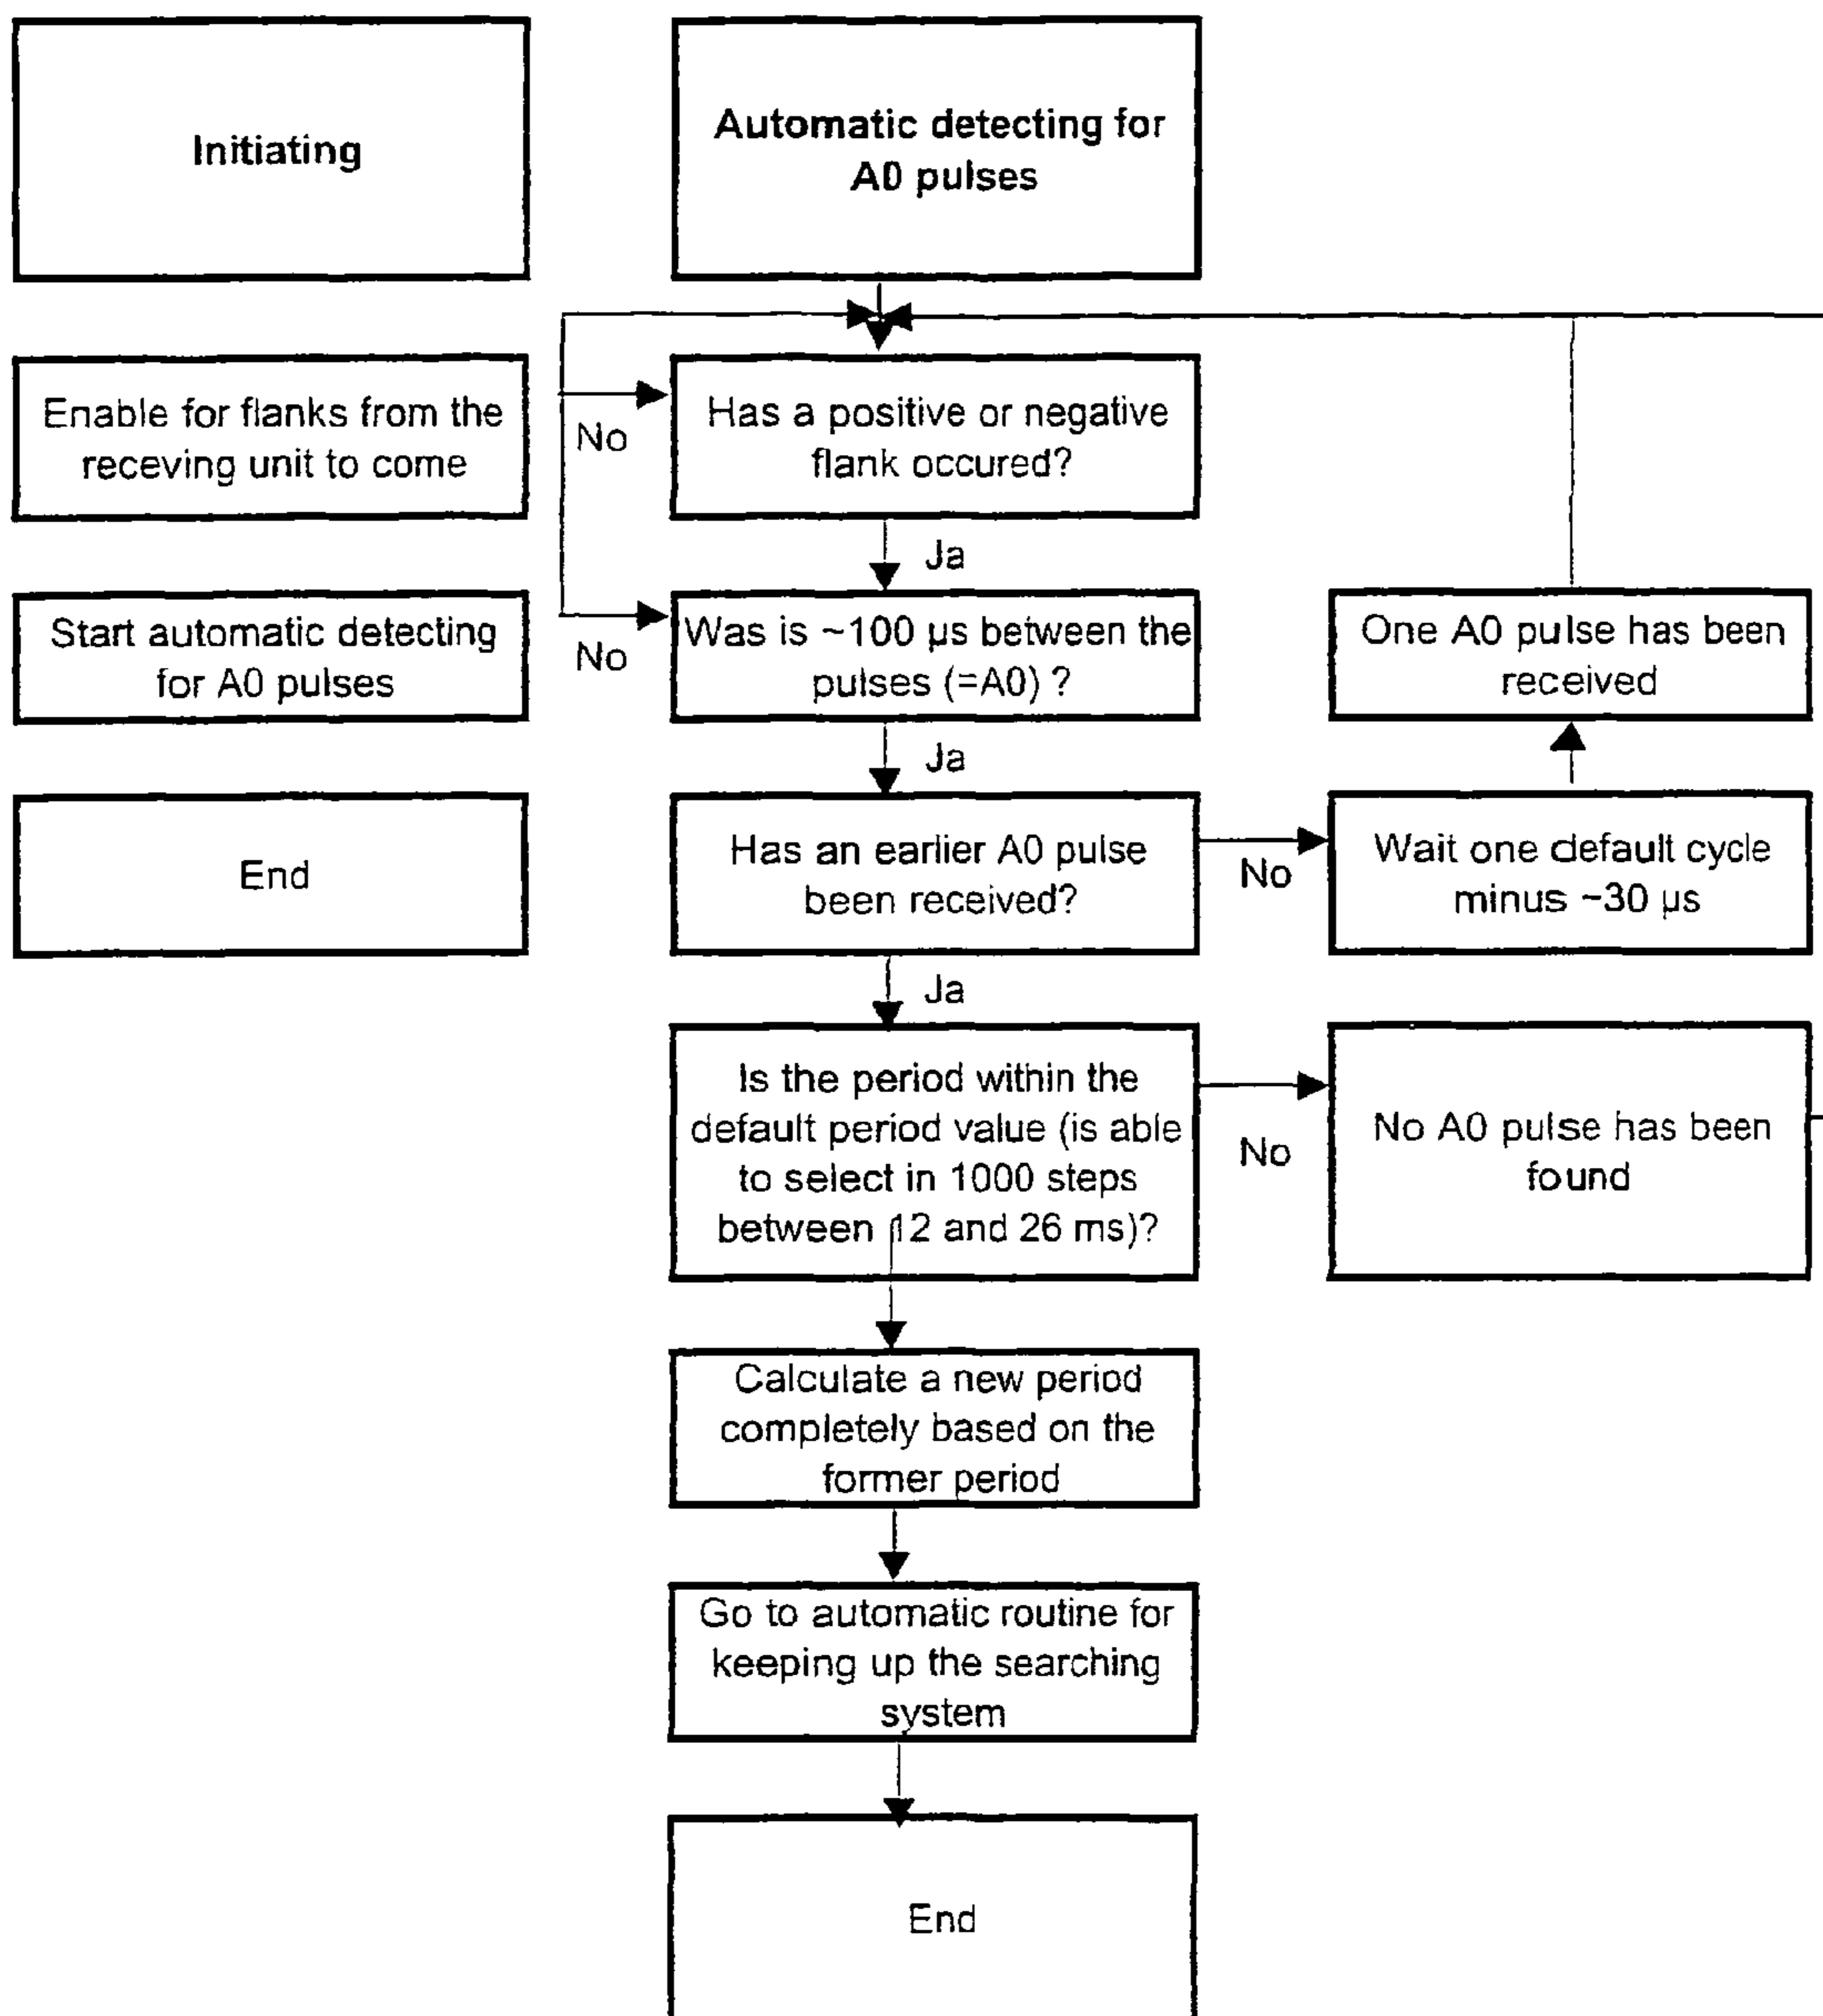 Initiating
Automatic detecting for
A0 pulses
Enable for flanks from the
receving unit to come
No
Has a positive or negative
flank occured?
Ja
Start automatic detecting
for A0 pulses
No
Was is ~100 µs between the
pulses (=A0) ?
One A0 pulse has been
received
Ja
End
Has an earlier A0 pulse
been received?
No
Wait one default cycle
minus ~30 µs
Ja
Is the period within the
default period value (is able
to select in 1000 steps
between 12 and 26 ms)?
No
No A0 pulse has been
found
Calculate a new period
completely based on the
former period
Go to automatic routine for
keeping up the searching
system
End